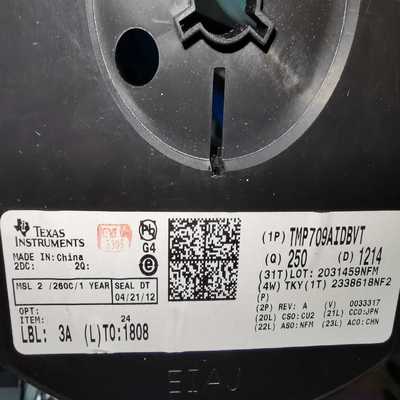 TEXAS
INSTRUMENTS
MADE IN: China
2DC: 2Q:
Pb
G4
e
MSL 2 /260C/1 YEAR
SEAL DT
04/21/12
OPT:
ITEM:
24
LBL: 3A (L)TO:1808
(1P) TMP709AIDBVT
(Q) 250 (D) 1214
(31T)LOT: 2031459NFM
(4W) TKY(1T) 2338618NF2
(P)
(2P) REV: A (V) 0033317
(20L) CSO:CU2 (21L) CCO:JPN
(22L) ASO:NFM (23L) ACO:CHN